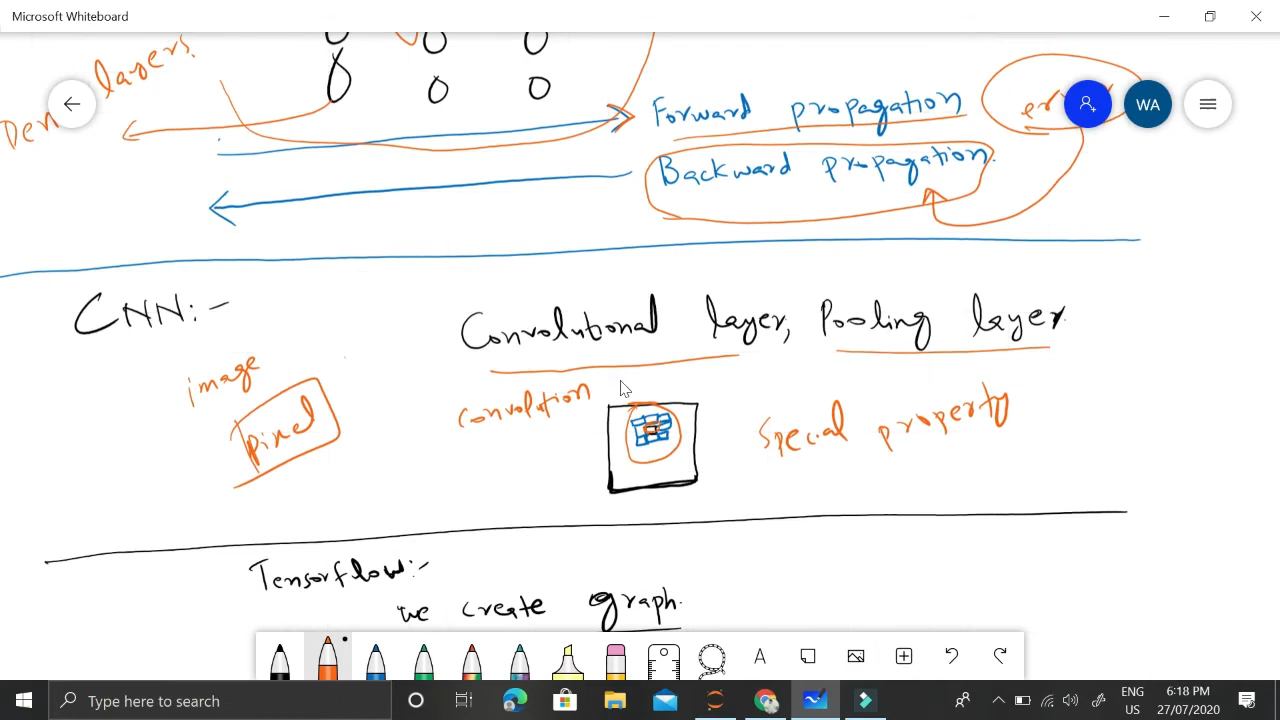 Microsoft Whiteboard
layers
Forward propagation
WA
Backward propagation.
CNN:-
Convolutional layer, Pooling layer
image
pixel
convolution
Special property
Tensorflow:-
we create graph.
A
Type here to search
ENG
US
6:18 PM
27/07/2020